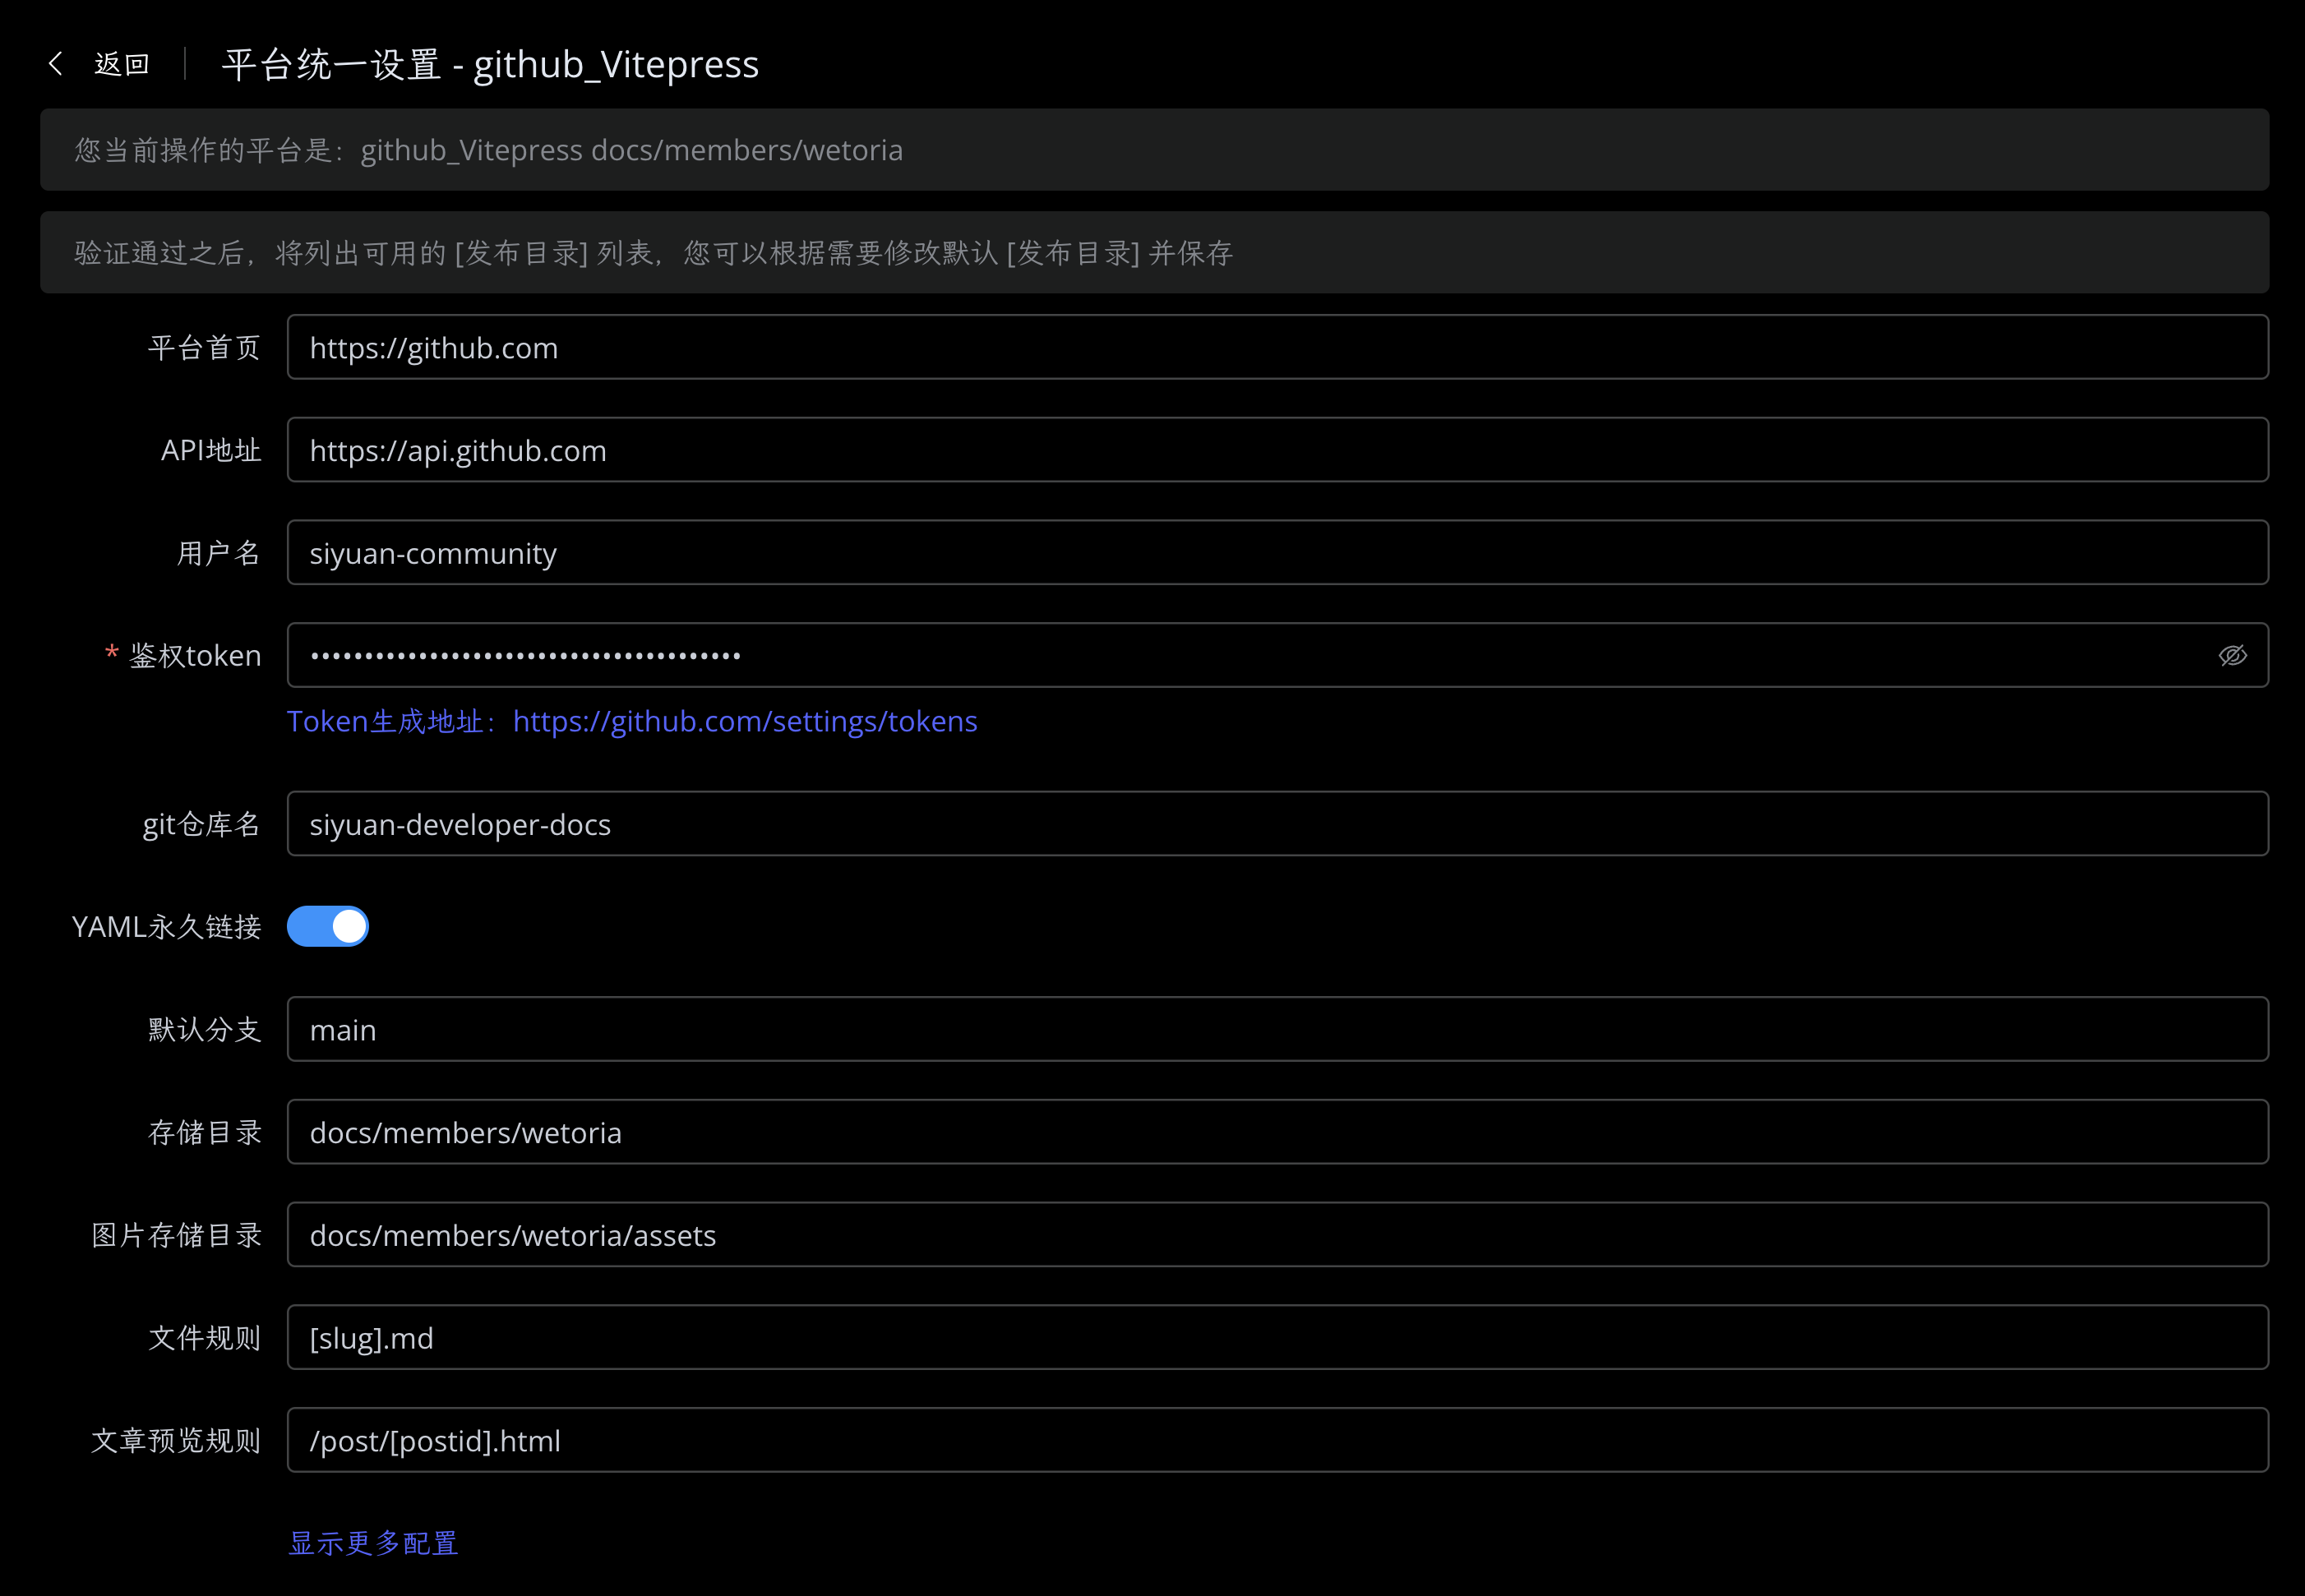 返回 平台统一设置 - github_Vitepress
您当前操作的平台是：github_Vitepress docs/members/wetoria
验证通过之后，将列出可用的 [发布目录] 列表，您可以根据需要修改默认 [发布目录] 并保存
平台首页 https://github.com
API地址 https://api.github.com
用户名 siyuan-community
* 鉴权token ••••••••••••••••••••••••••••••••••••••••
Token生成地址：https://github.com/settings/tokens
git仓库名 siyuan-developer-docs
YAML永久链接
默认分支 main
存储目录 docs/members/wetoria
图片存储目录 docs/members/wetoria/assets
文件规则 [slug].md
文章预览规则 /post/[postid].html
显示更多配置